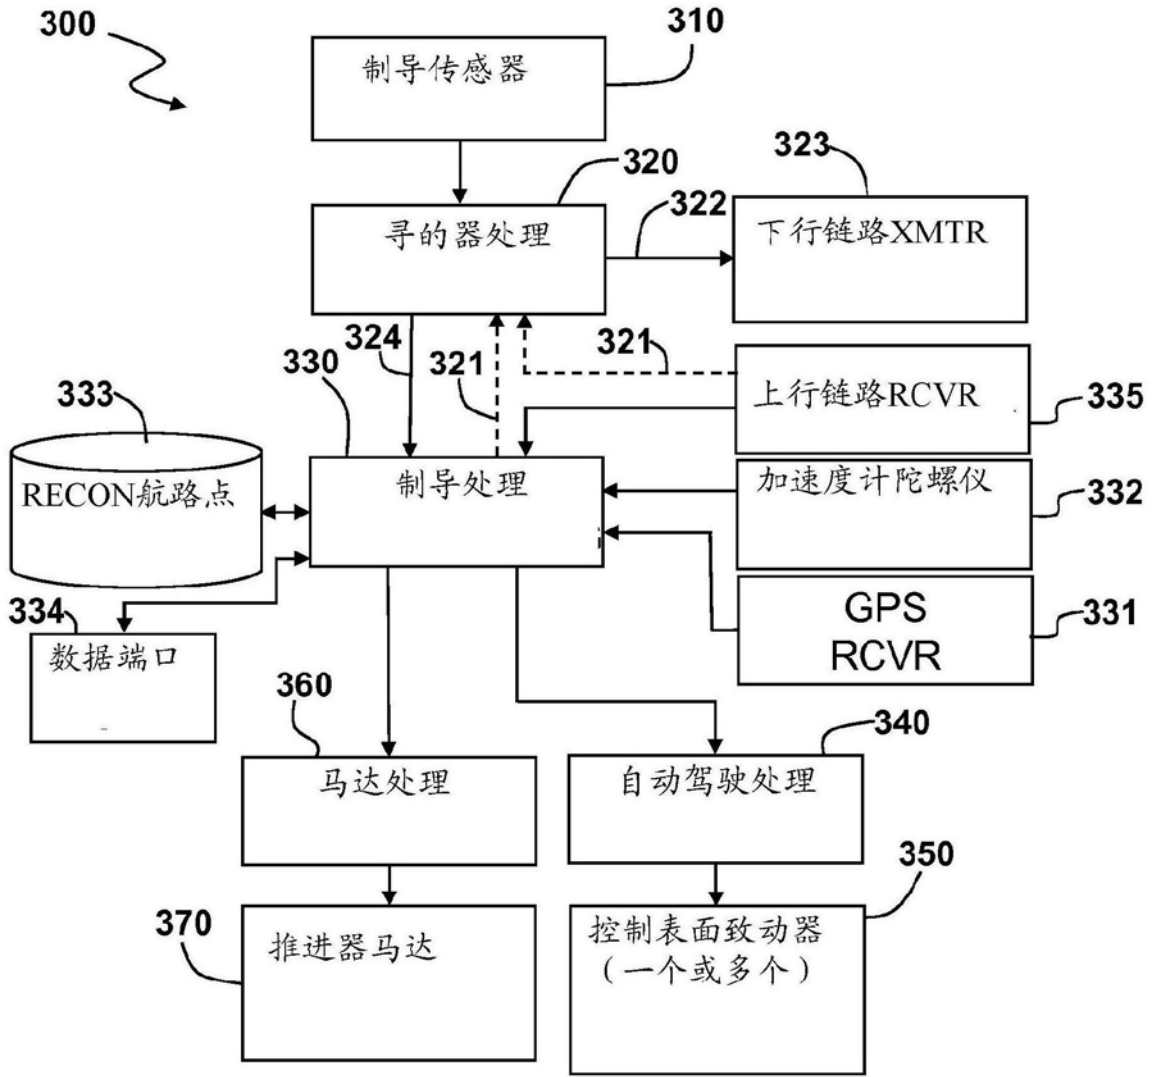 300
310
制导传感器
320
323
322
寻的器处理
下行链路XMTR
324
321
321
330
333
上行链路RCVR
335
制导处理
加速度计陀螺仪
RECON航路点
332
334
GPS
RCVR
331
数据端口
360
340
马达处理
自动驾驶处理
350
370
推进器马达
控制表面致动器
(一个或多个)